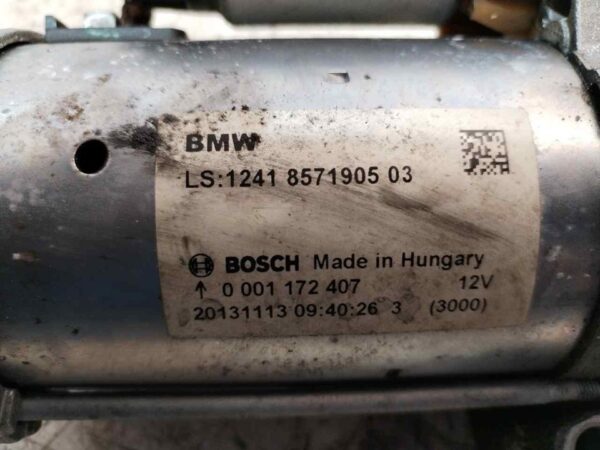 BMW
LS:1241 8571905 03
BOSCH Made in Hungary
↑ 0 001 172 407 12V
20131113 09:40:26 3 (3000)